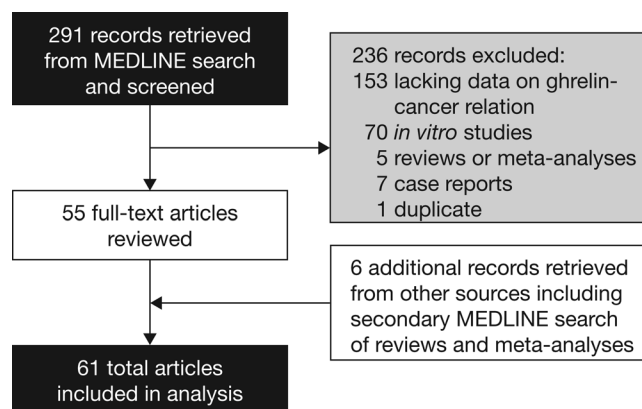 291 records retrieved
from MEDLINE search
and screened
236 records excluded:
153 lacking data on ghrelin-
cancer relation
70 in vitro studies
5 reviews or meta-analyses
7 case reports
1 duplicate
55 full-text articles
reviewed
6 additional records retrieved
from other sources including
secondary MEDLINE search
of reviews and meta-analyses
61 total articles
included in analysis